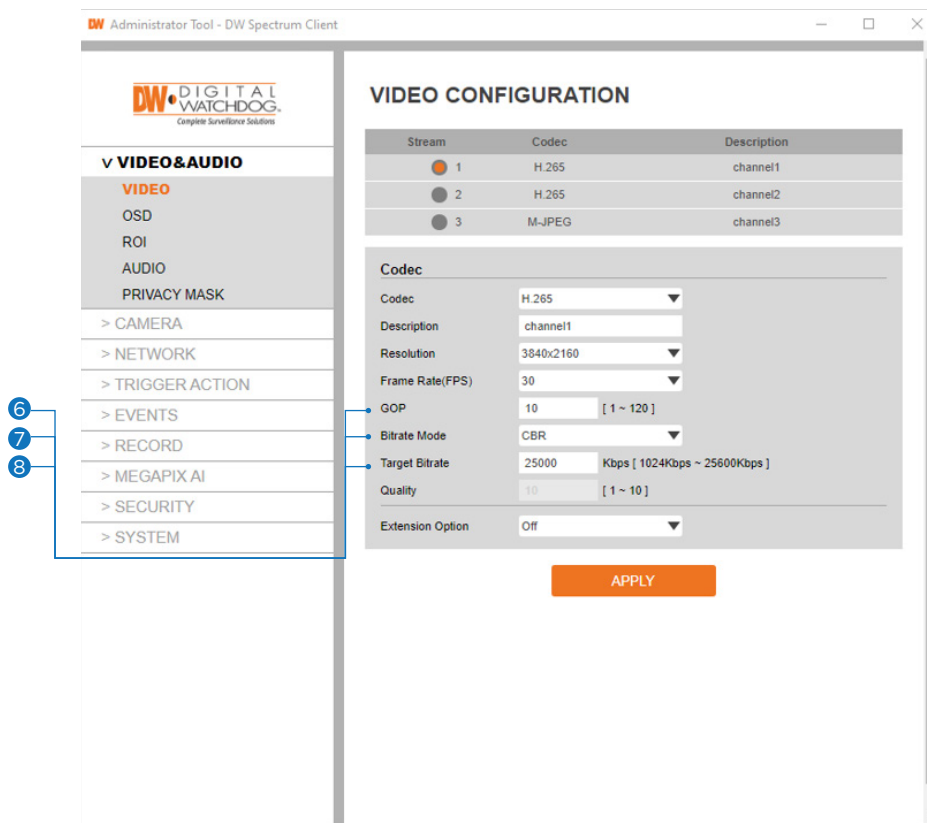 DW Administrator Tool - DW Spectrum Client
DW DIGITAL
WATCHDOG.
Complete Surveillance Solutions
V VIDEO&AUDIO
VIDEO
OSD
ROI
AUDIO
PRIVACY MASK
> CAMERA
> NETWORK
> TRIGGER ACTION
> EVENTS
> RECORD
> MEGAPIX AI
> SECURITY
> SYSTEM
6
7
8
VIDEO CONFIGURATION
Stream Codec Description
1 H.265 channel1
2 H.265 channel2
3 M-JPEG channel3
Codec
Codec H.265
Description channel1
Resolution 3840x2160
Frame Rate(FPS) 30
GOP 10 [ 1 ~ 120 ]
Bitrate Mode CBR
Target Bitrate 25000 Kbps [ 1024Kbps ~ 25600Kbps ]
Quality 10 [ 1 ~ 10 ]
Extension Option Off
APPLY